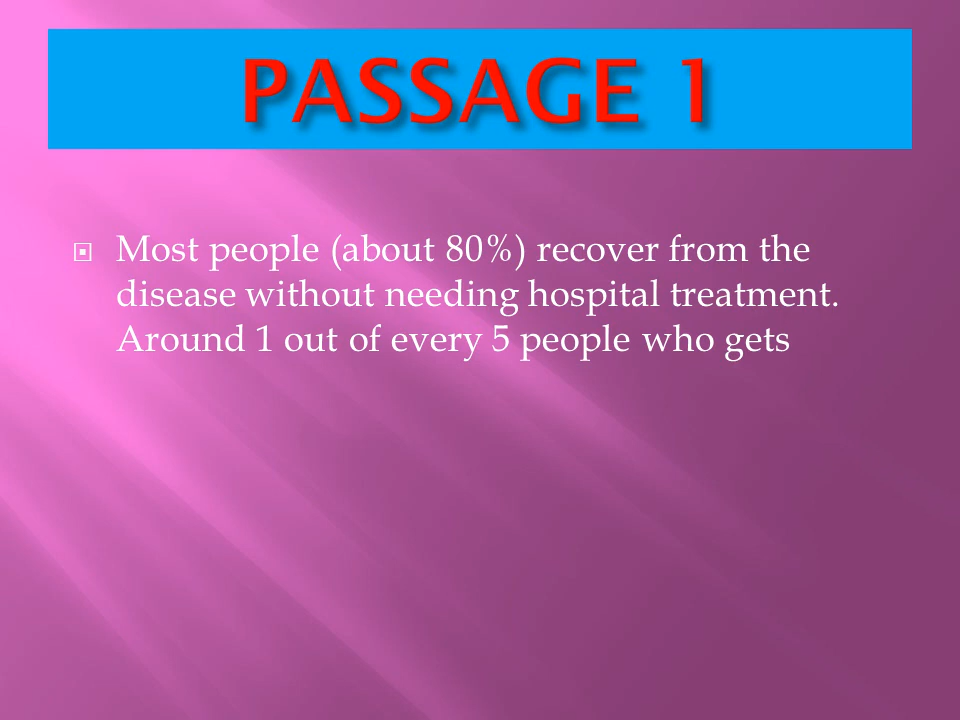 PASSAGE 1
Most people (about 80%) recover from the
disease without needing hospital treatment.
Around 1 out of every 5 people who gets